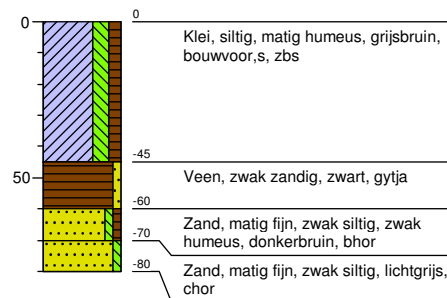 0
0
Klei, siltig, matig humeus, grijsbruin,
bouwvoor,s, zbs
-45
50
Veen, zwak zandig, zwart, gytja
-60
Zand, matig fijn, zwak siltig, zwak
humeus, donkerbruin, bhor
-70
Zand, matig fijn, zwak siltig, lichtgrijs,
chor
-80